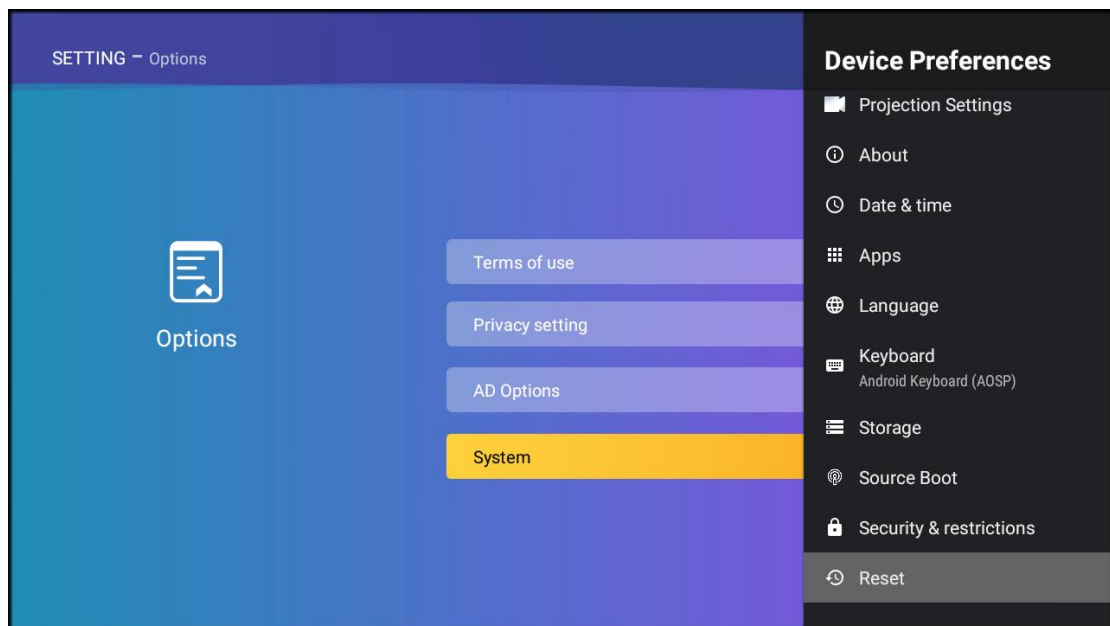 SETTING – Options
Options
Terms of use
Privacy setting
AD Options
System
Device Preferences
Projection Settings
About
Date & time
Apps
Language
Keyboard
Android Keyboard (AOSP)
Storage
Source Boot
Security & restrictions
Reset